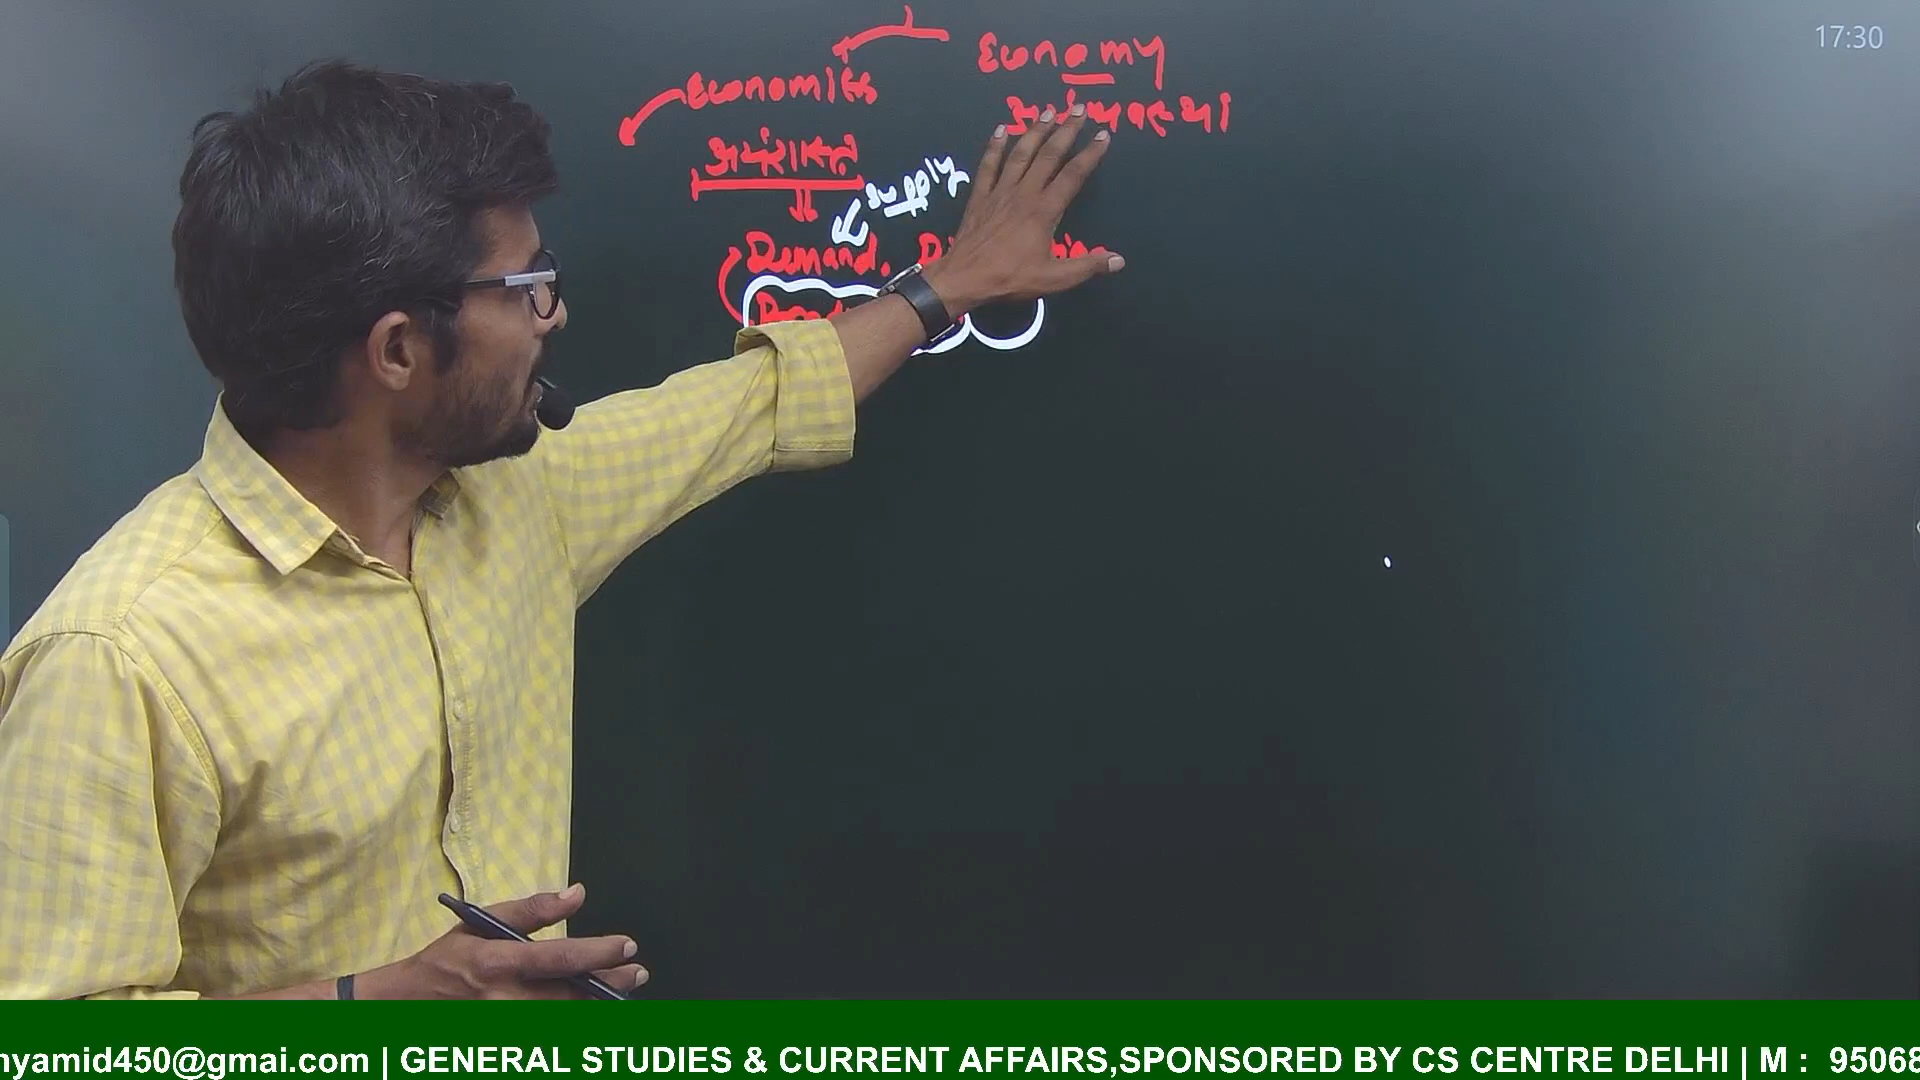 17:30
Economy
Economics
अर्थव्यवस्था
अर्थशास्त्र
Supply
Demand,
nyamid450@gmai.com | GENERAL STUDIES & CURRENT AFFAIRS,SPONSORED BY CS CENTRE DELHI | M : 95068